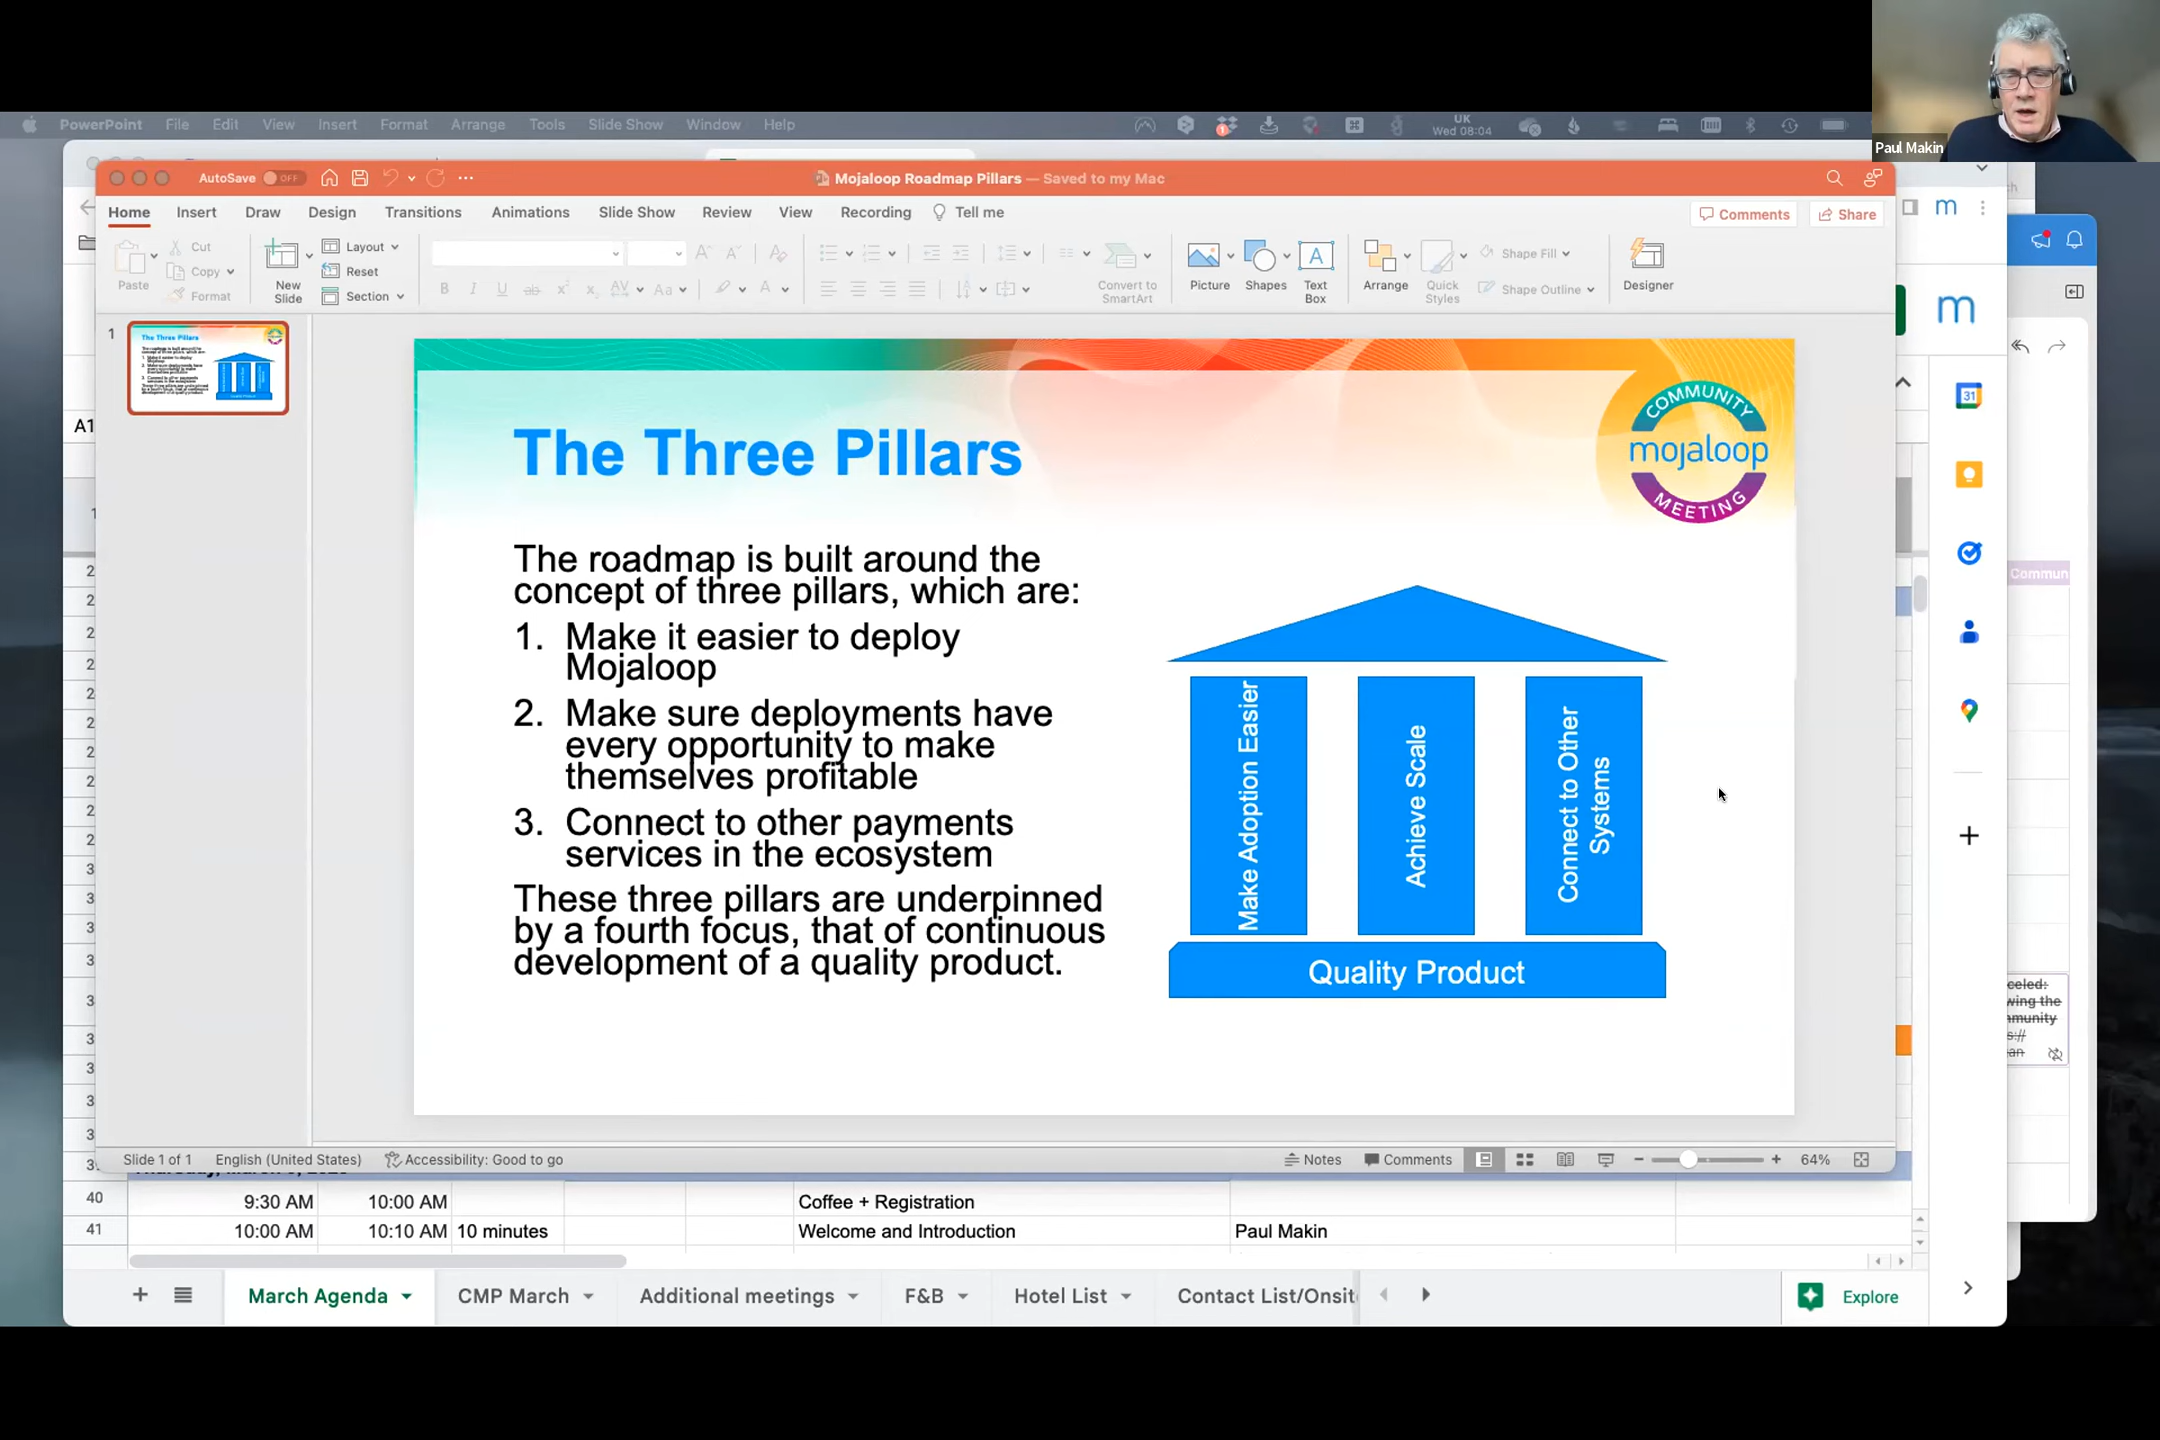 Paul Makin
PowerPoint File Edit View Insert Format Arrange Tools Slide Show Window Help
UK
Wed 08:04
AutoSave OFF
Mojaloop Roadmap Pillars — Saved to my Mac
Home Insert Draw Design Transitions Animations Slide Show Review View Recording Tell me
Comments Share
Paste
Cut
Copy
Format
New
Slide
Layout
Reset
Section
Convert to
SmartArt
Picture
Shapes
Text
Box
Arrange
Quick
Styles
Shape Fill
Shape Outline
Designer
1
The Three Pillars
COMMUNITY
mojaloop
MEETING
The roadmap is built around the
concept of three pillars, which are:
1. Make it easier to deploy
Mojaloop
2. Make sure deployments have
every opportunity to make
themselves profitable
3. Connect to other payments
services in the ecosystem
These three pillars are underpinned
by a fourth focus, that of continuous
development of a quality product.
Make Adoption Easier
Achieve Scale
Connect to Other
Systems
Quality Product
A1
31
Commun
celed:
wing the
munity
Slide 1 of 1 English (United States) Accessibility: Good to go
Notes Comments 64%
40 9:30 AM 10:00 AM Coffee + Registration
41 10:00 AM 10:10 AM 10 minutes Welcome and Introduction Paul Makin
March Agenda CMP March Additional meetings F&B Hotel List Contact List/Onsit
Explore